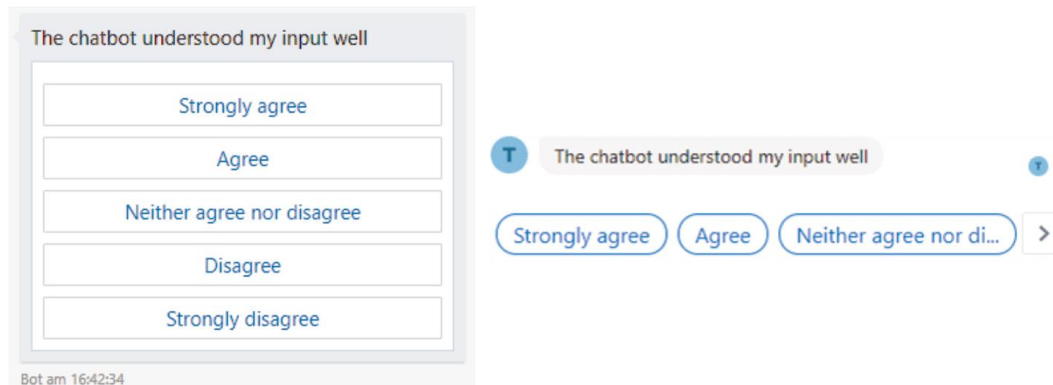 The chatbot understood my input well
Strongly agree
Agree
Neither agree nor disagree
Disagree
Strongly disagree
Bot am 16:42:34
T
The chatbot understood my input well
T
Strongly agree
Agree
Neither agree nor di...